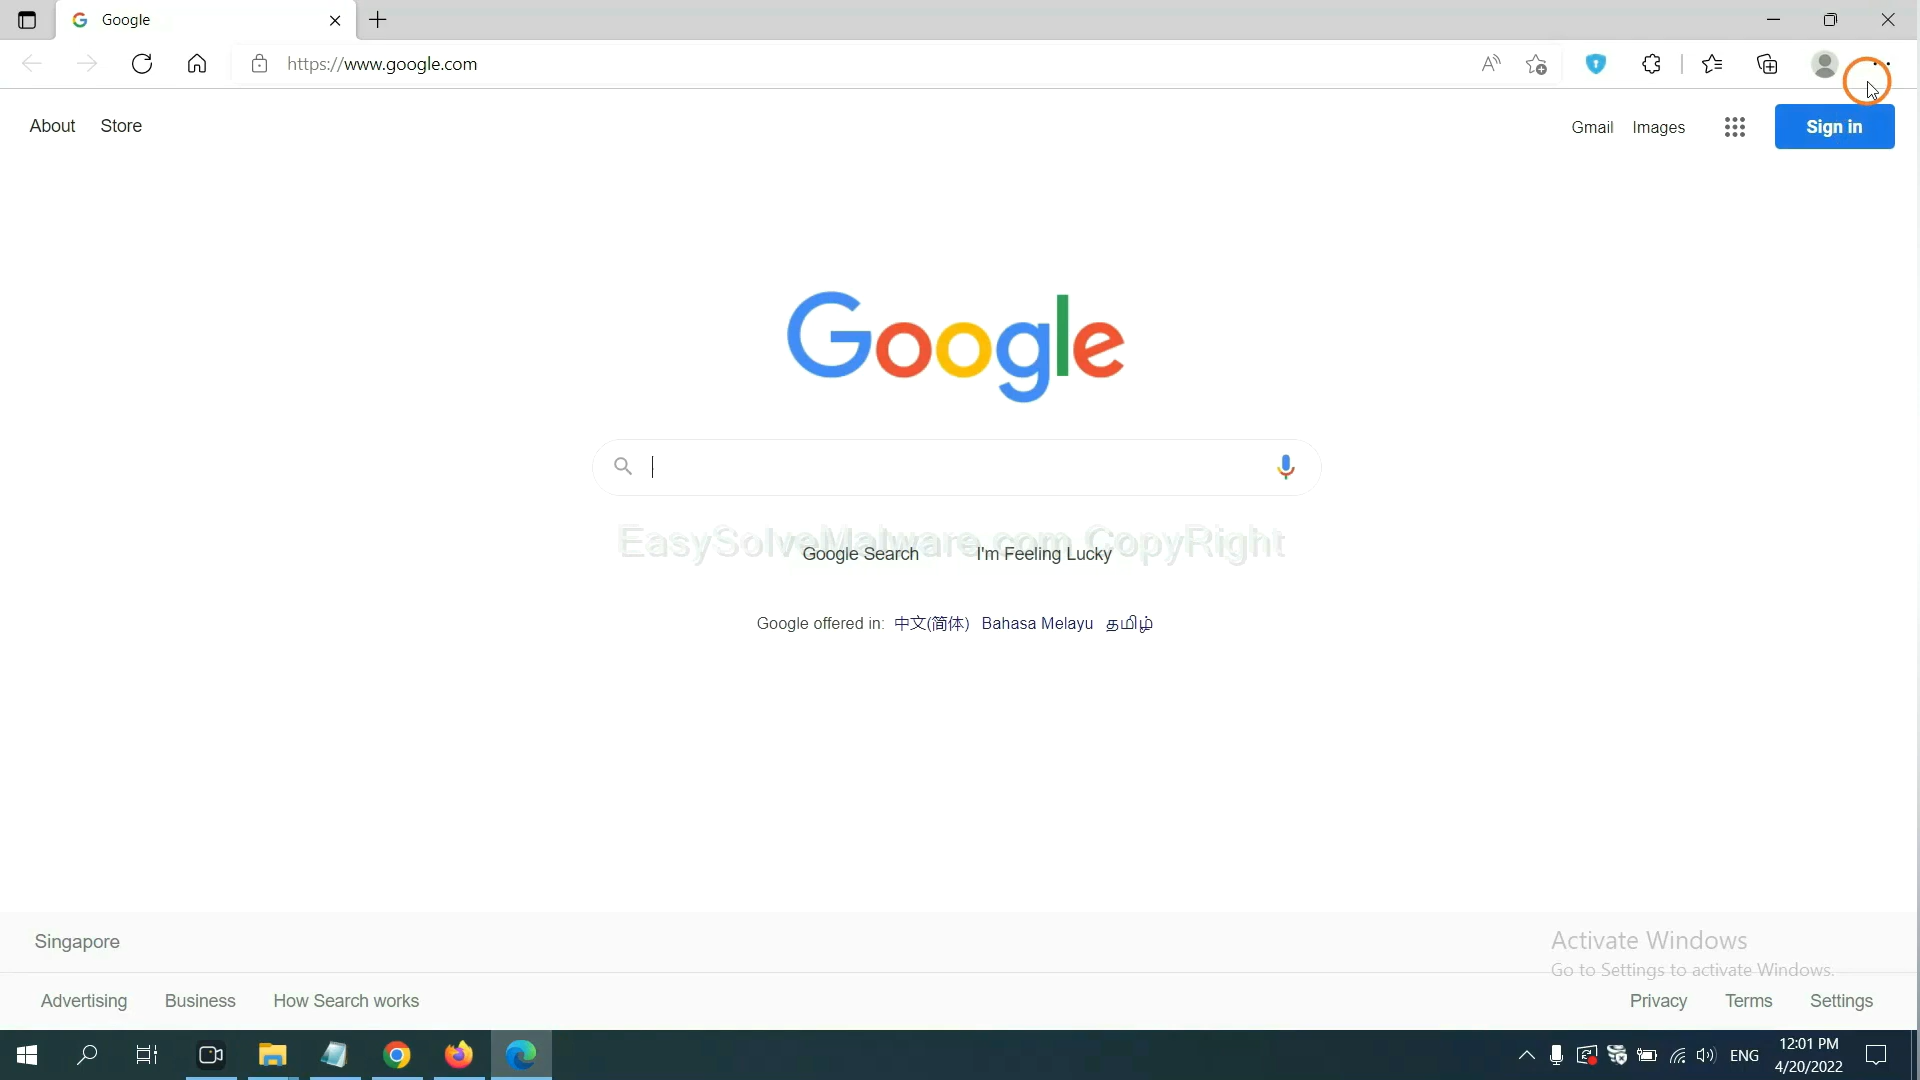 Google
https://www.google.com
About Store
Gmail Images Sign in
Google
EasySolveMalware.com CopyRight
Google Search I'm Feeling Lucky
Google offered in: 中文(简体) Bahasa Melayu தமிழ்
Singapore
Activate Windows
Go to Settings to activate Windows.
Advertising Business How Search works
Privacy Terms Settings
ENG
12:01 PM
4/20/2022